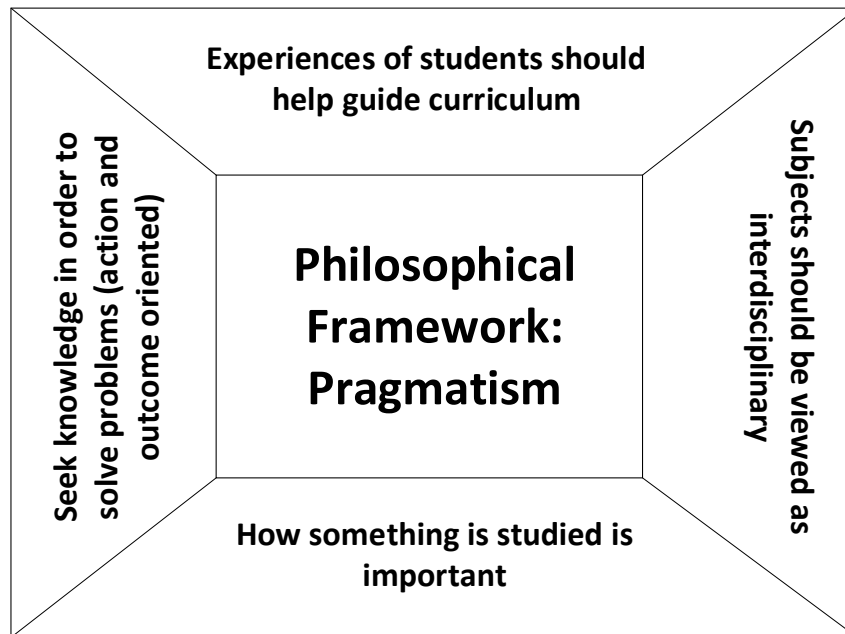 Experiences of students should
help guide curriculum
Seek knowledge in order to
solve problems (action and
outcome oriented)
Philosophical
Framework:
Pragmatism
Subjects should be viewed as
interdisciplinary
How something is studied is
important